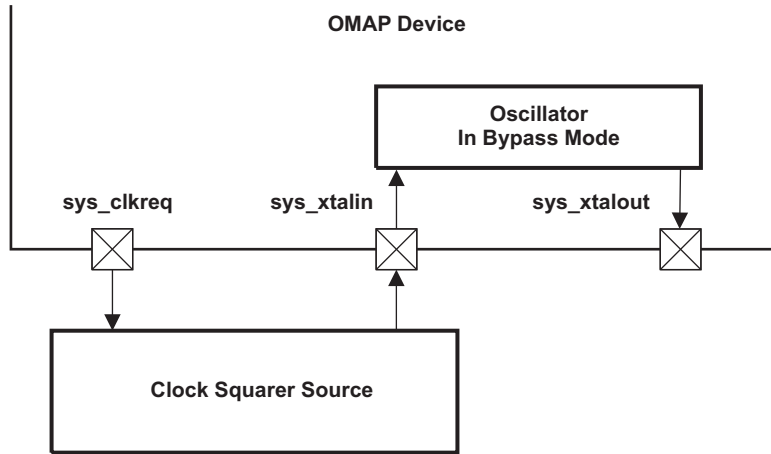 OMAP Device
Oscillator
In Bypass Mode
sys_clkreq
sys_xtalin
sys_xtalout
Clock Squarer Source